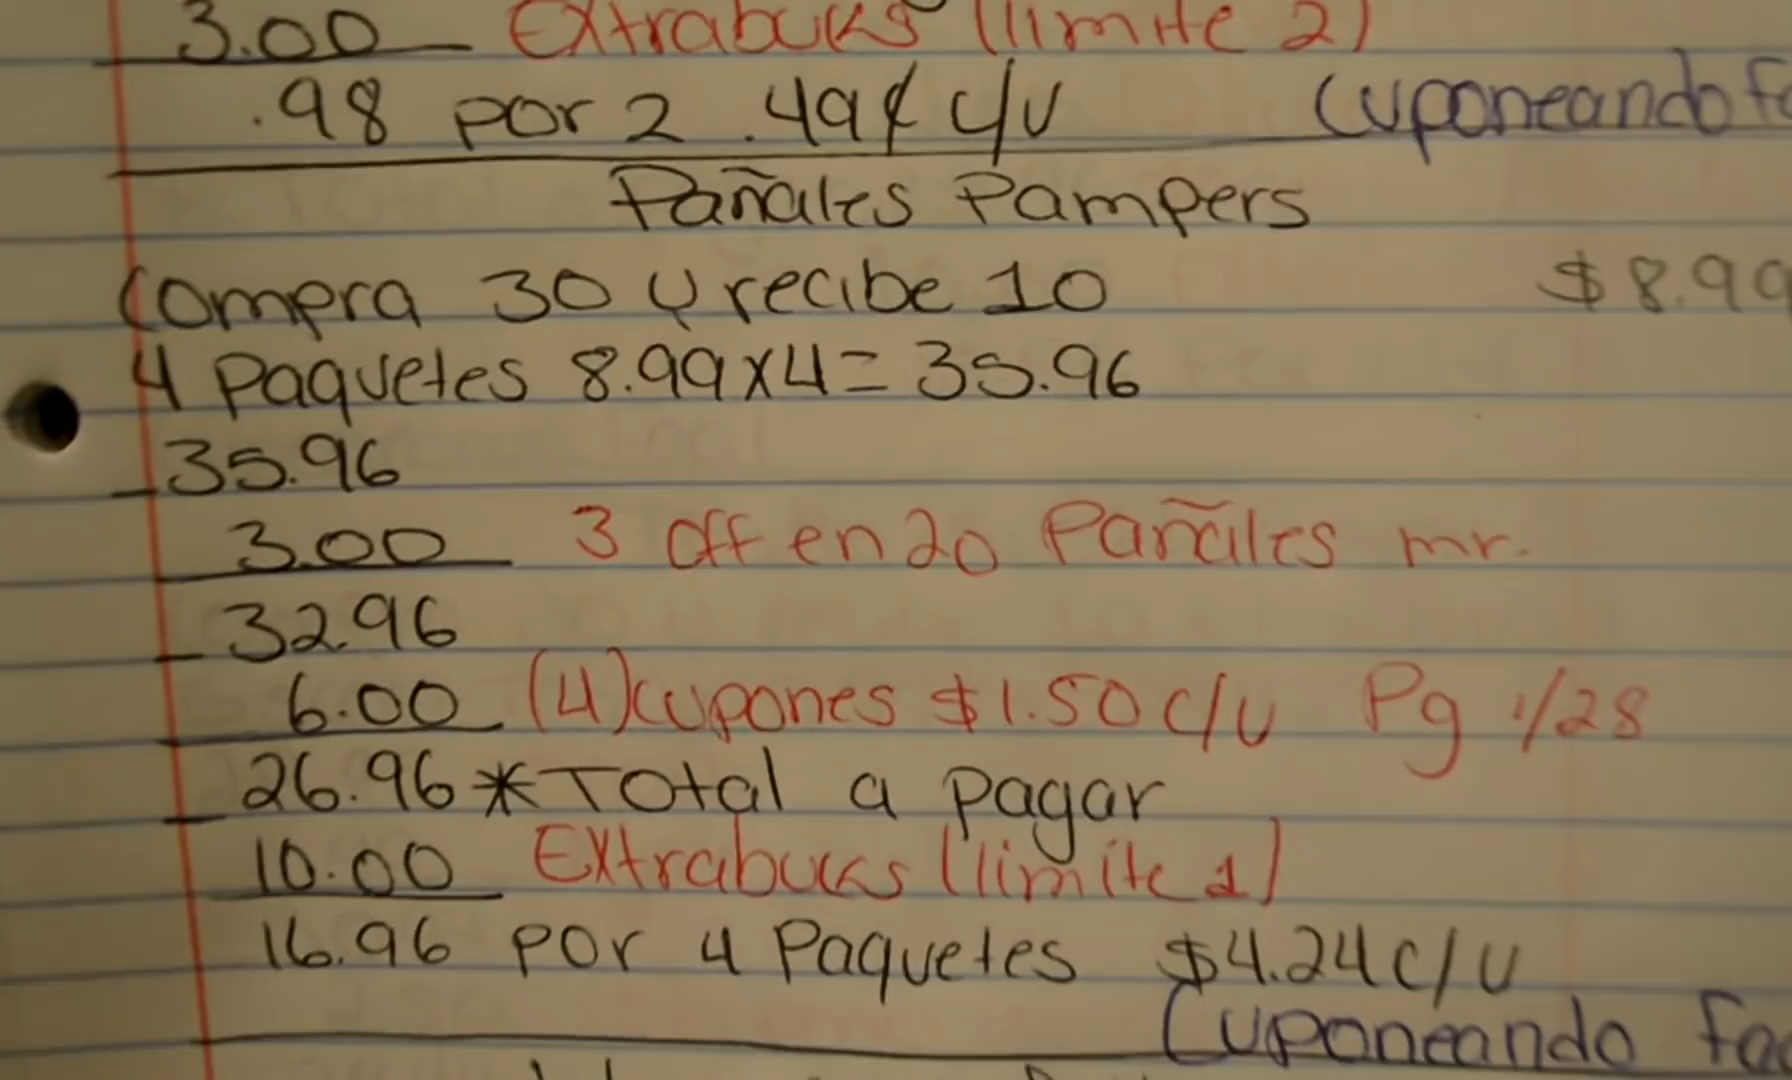 3.00 Extrabucks (limite 2)
.98 por 2 .49¢ c/u Cuponeando
Pañales Pampers
Compra 30 y recibe 10 $8.99
4 Paquetes 8.99x4=35.96
35.96
3.00 3 off en 20 Pañales mr.
32.96
6.00 (4) cupones $1.50 c/u Pg 1/28
26.96 * Total a pagar
10.00 Extrabucks (limite 1)
16.96 por 4 Paquetes $4.24 c/u
Cuponeando